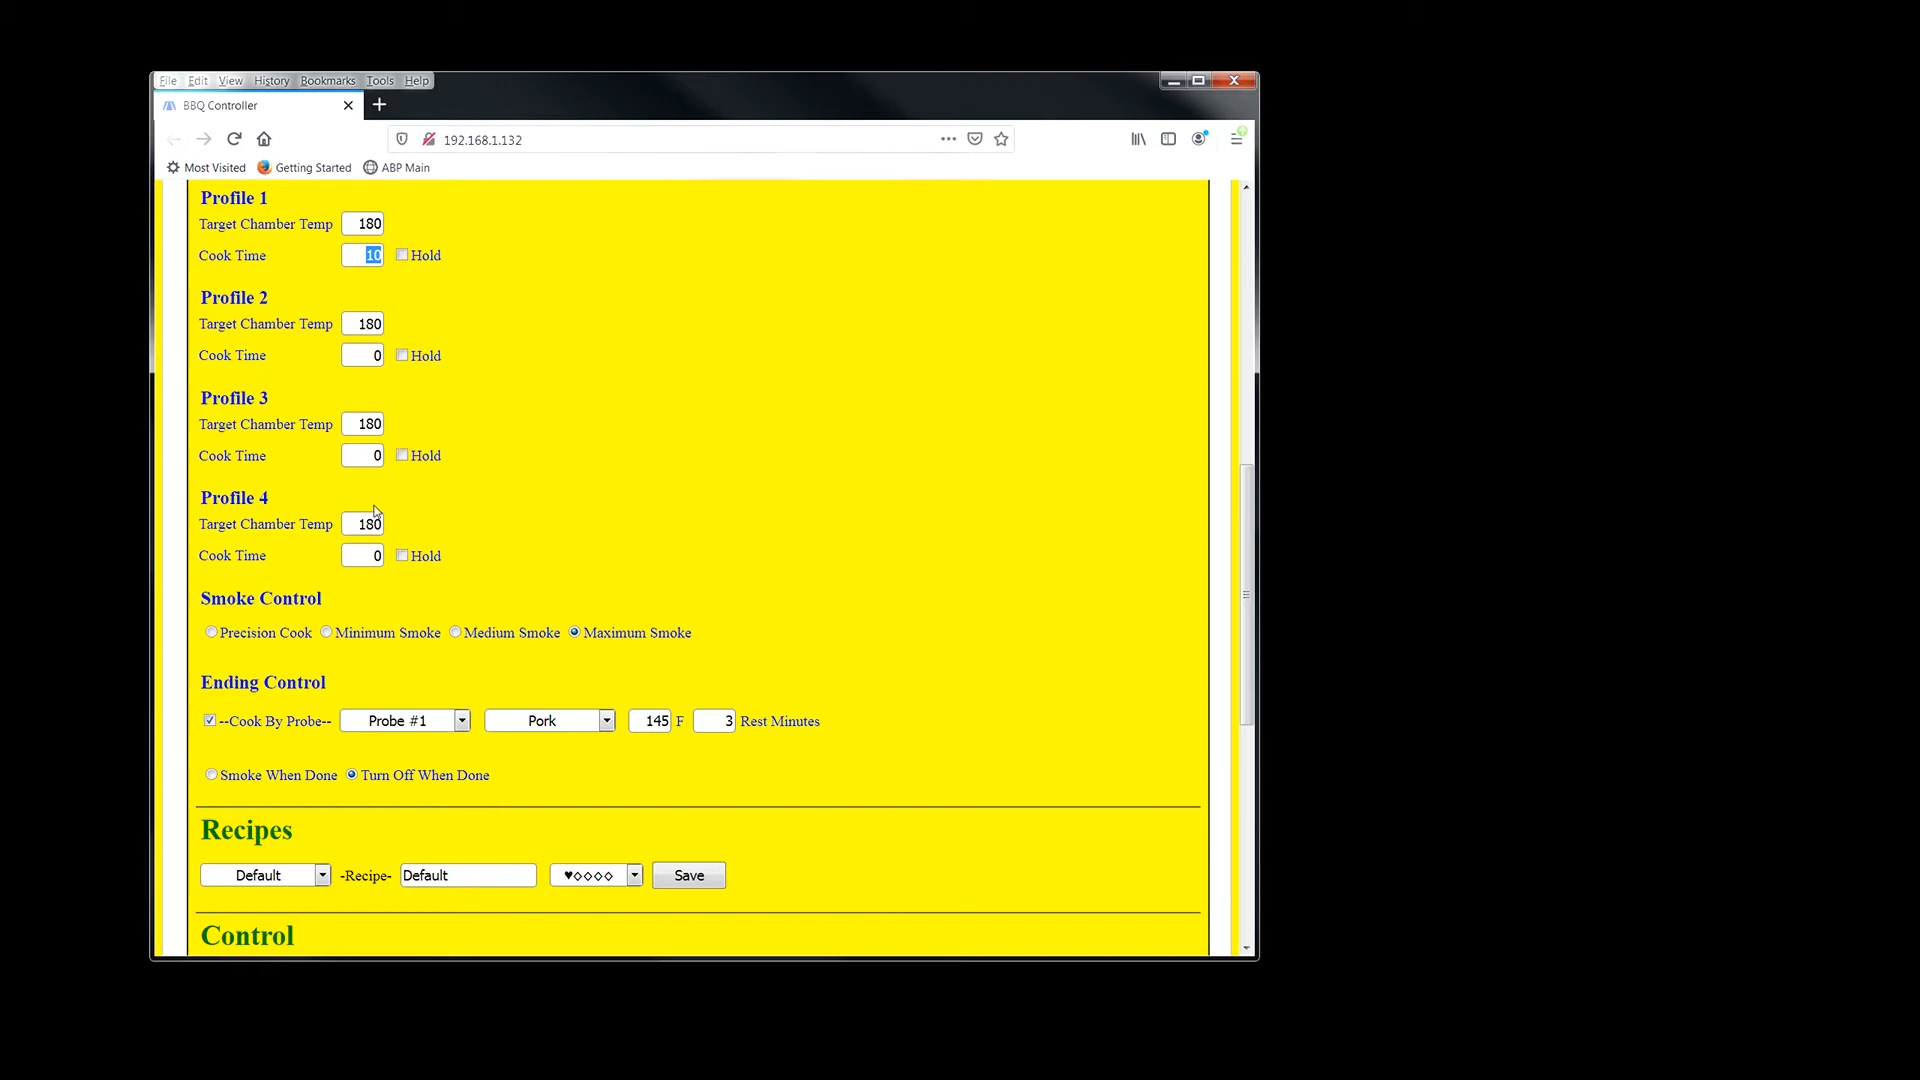 File Edit View History Bookmarks Tools Help
BBQ Controller
192.168.1.132
Most Visited Getting Started ABP Main
Profile 1
Target Chamber Temp 180
Cook Time 10 Hold
Profile 2
Target Chamber Temp 180
Cook Time 0 Hold
Profile 3
Target Chamber Temp 180
Cook Time 0 Hold
Profile 4
Target Chamber Temp 180
Cook Time 0 Hold
Smoke Control
Precision Cook Minimum Smoke Medium Smoke Maximum Smoke
Ending Control
--Cook By Probe-- Probe #1 Pork 145 F 3 Rest Minutes
Smoke When Done Turn Off When Done
Recipes
Default -Recipe- Default ♥◇◇◇◇ Save
Control